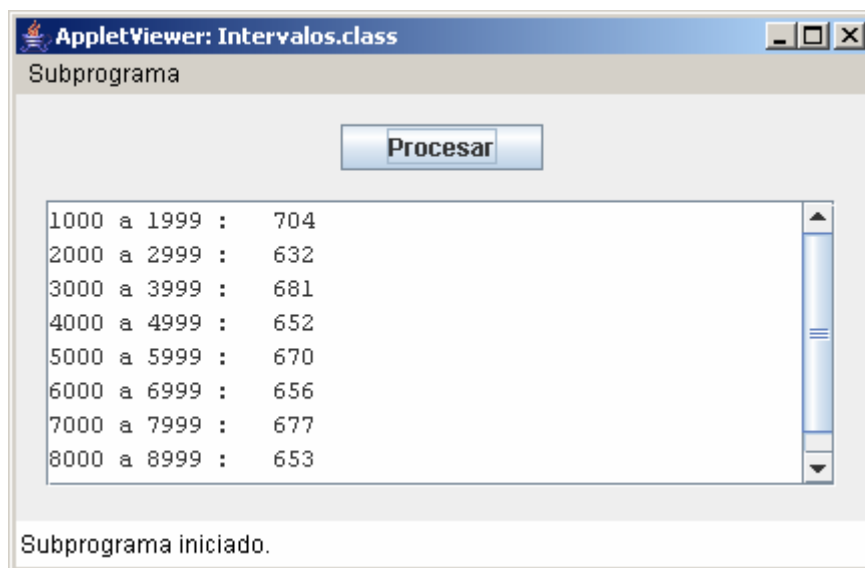 AppletViewer: Intervalos.class
Subprograma
Procesar
1000 a 1999 :   704
2000 a 2999 :   632
3000 a 3999 :   681
4000 a 4999 :   652
5000 a 5999 :   670
6000 a 6999 :   656
7000 a 7999 :   677
8000 a 8999 :   653
Subprograma iniciado.